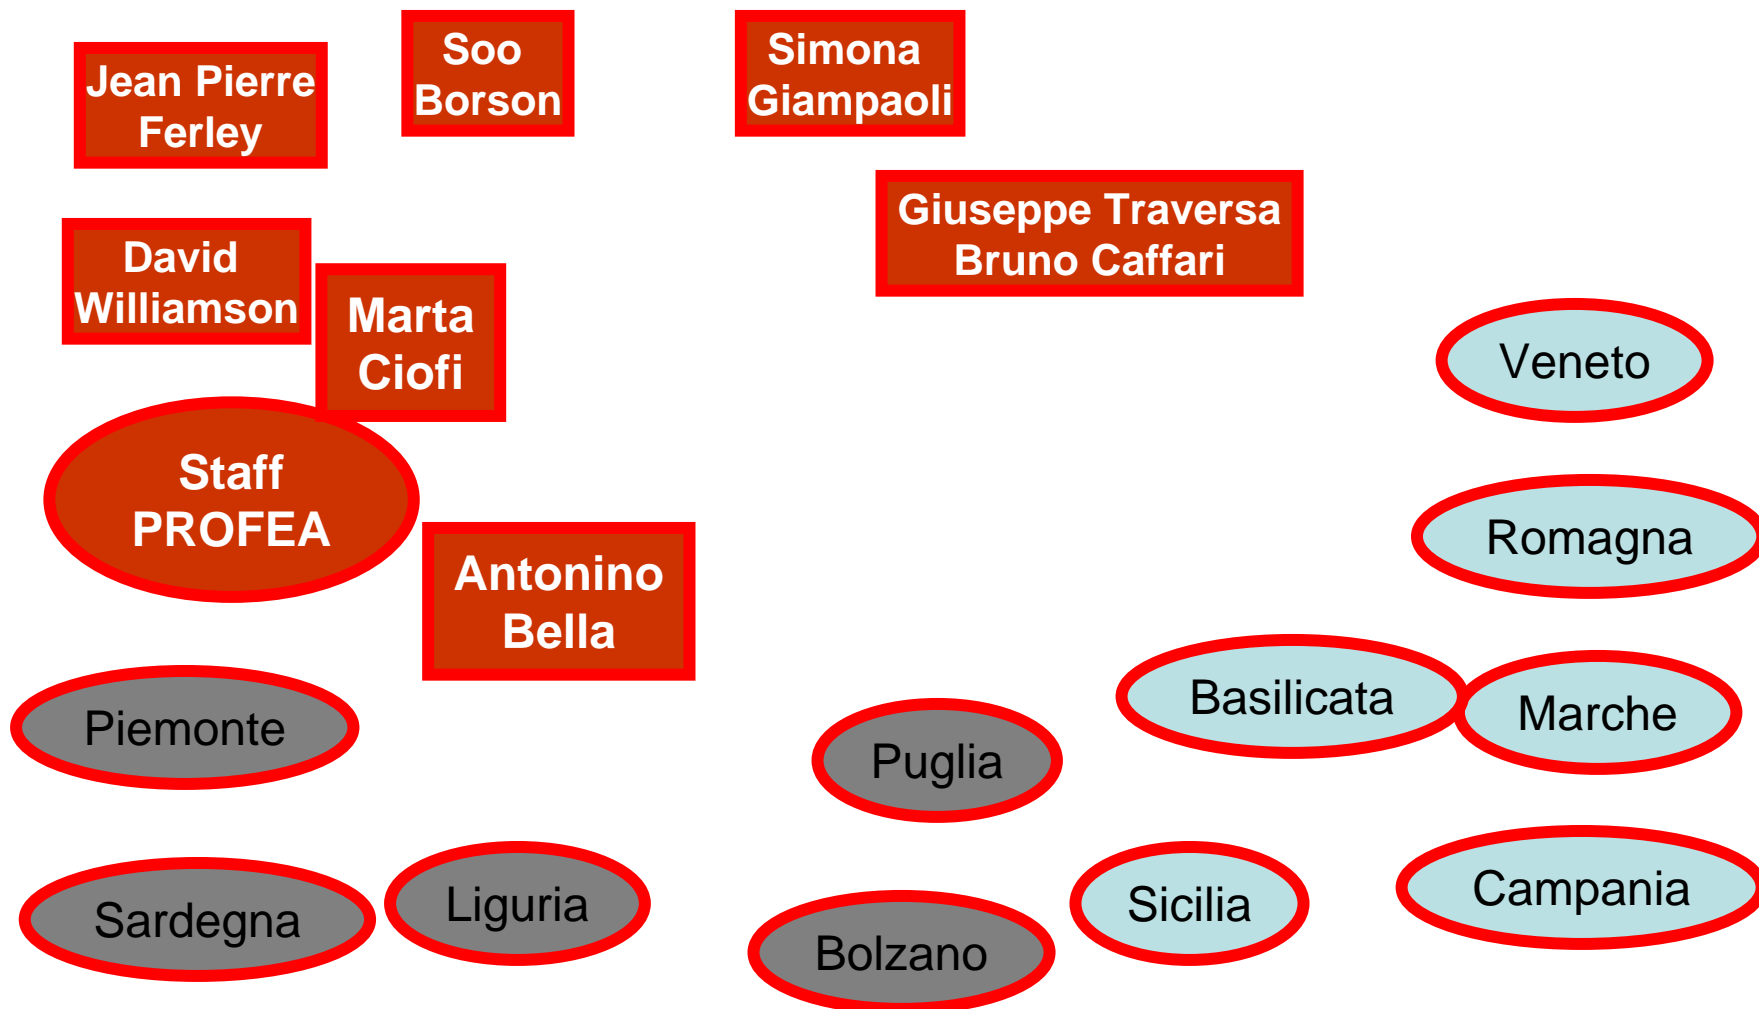 Jean Pierre
Ferley
Soo
Borson
Simona
Giampaoli
Giuseppe Traversa
Bruno Caffari
David
Williamson
Marta
Ciofi
Veneto
Staff
PROFEA
Romagna
Antonino
Bella
Piemonte
Puglia
Basilicata
Marche
Sardegna
Liguria
Bolzano
Sicilia
Campania